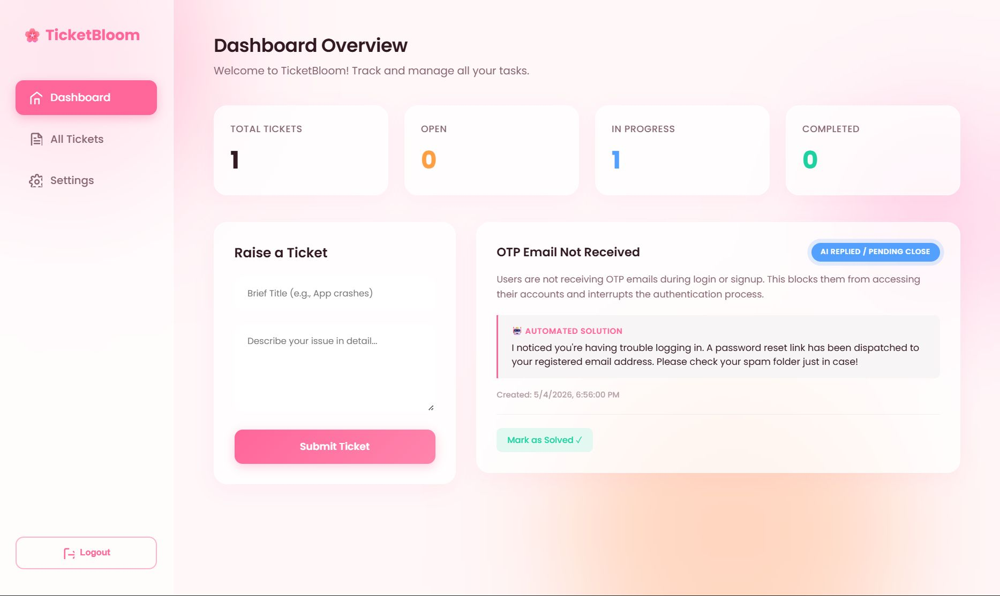 TicketBloom
Dashboard
All Tickets
Settings
Logout
Dashboard Overview
Welcome to TicketBloom! Track and manage all your tasks.
TOTAL TICKETS
1
OPEN
0
IN PROGRESS
1
COMPLETED
0
Raise a Ticket
Brief Title (e.g., App crashes)
Describe your issue in detail...
Submit Ticket
OTP Email Not Received
AI REPLIED / PENDING CLOSE
Users are not receiving OTP emails during login or signup. This blocks them from accessing
their accounts and interrupts the authentication process.
AUTOMATED SOLUTION
I noticed you're having trouble logging in. A password reset link has been dispatched to
your registered email address. Please check your spam folder just in case!
Created: 5/4/2026, 6:56:00 PM
Mark as Solved ✓